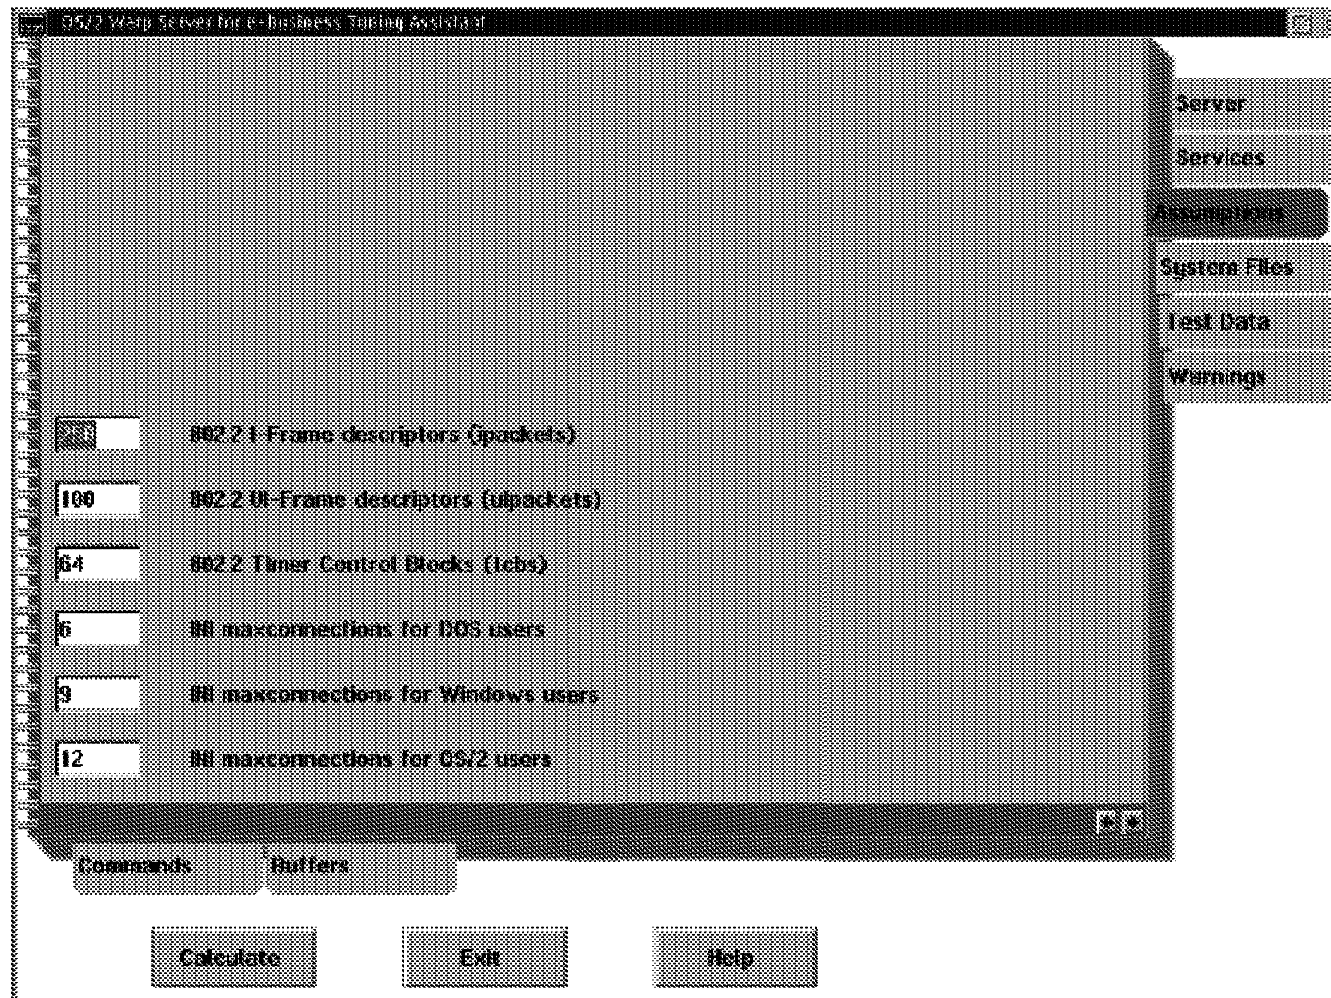 OS/2 Warp Server for e-business Tuning Assistant
Server
Services
Assumptions
System Files
Test Data
Warnings
802.2 I-Frame descriptors (ipackets)
100 802.2 UI-Frame descriptors (uipackets)
64 802.2 Timer Control Blocks (tcbs)
6 maxconnections for DOS users
9 maxconnections for Windows users
12 maxconnections for OS/2 users
Commands Buffers
Calculate Exit Help